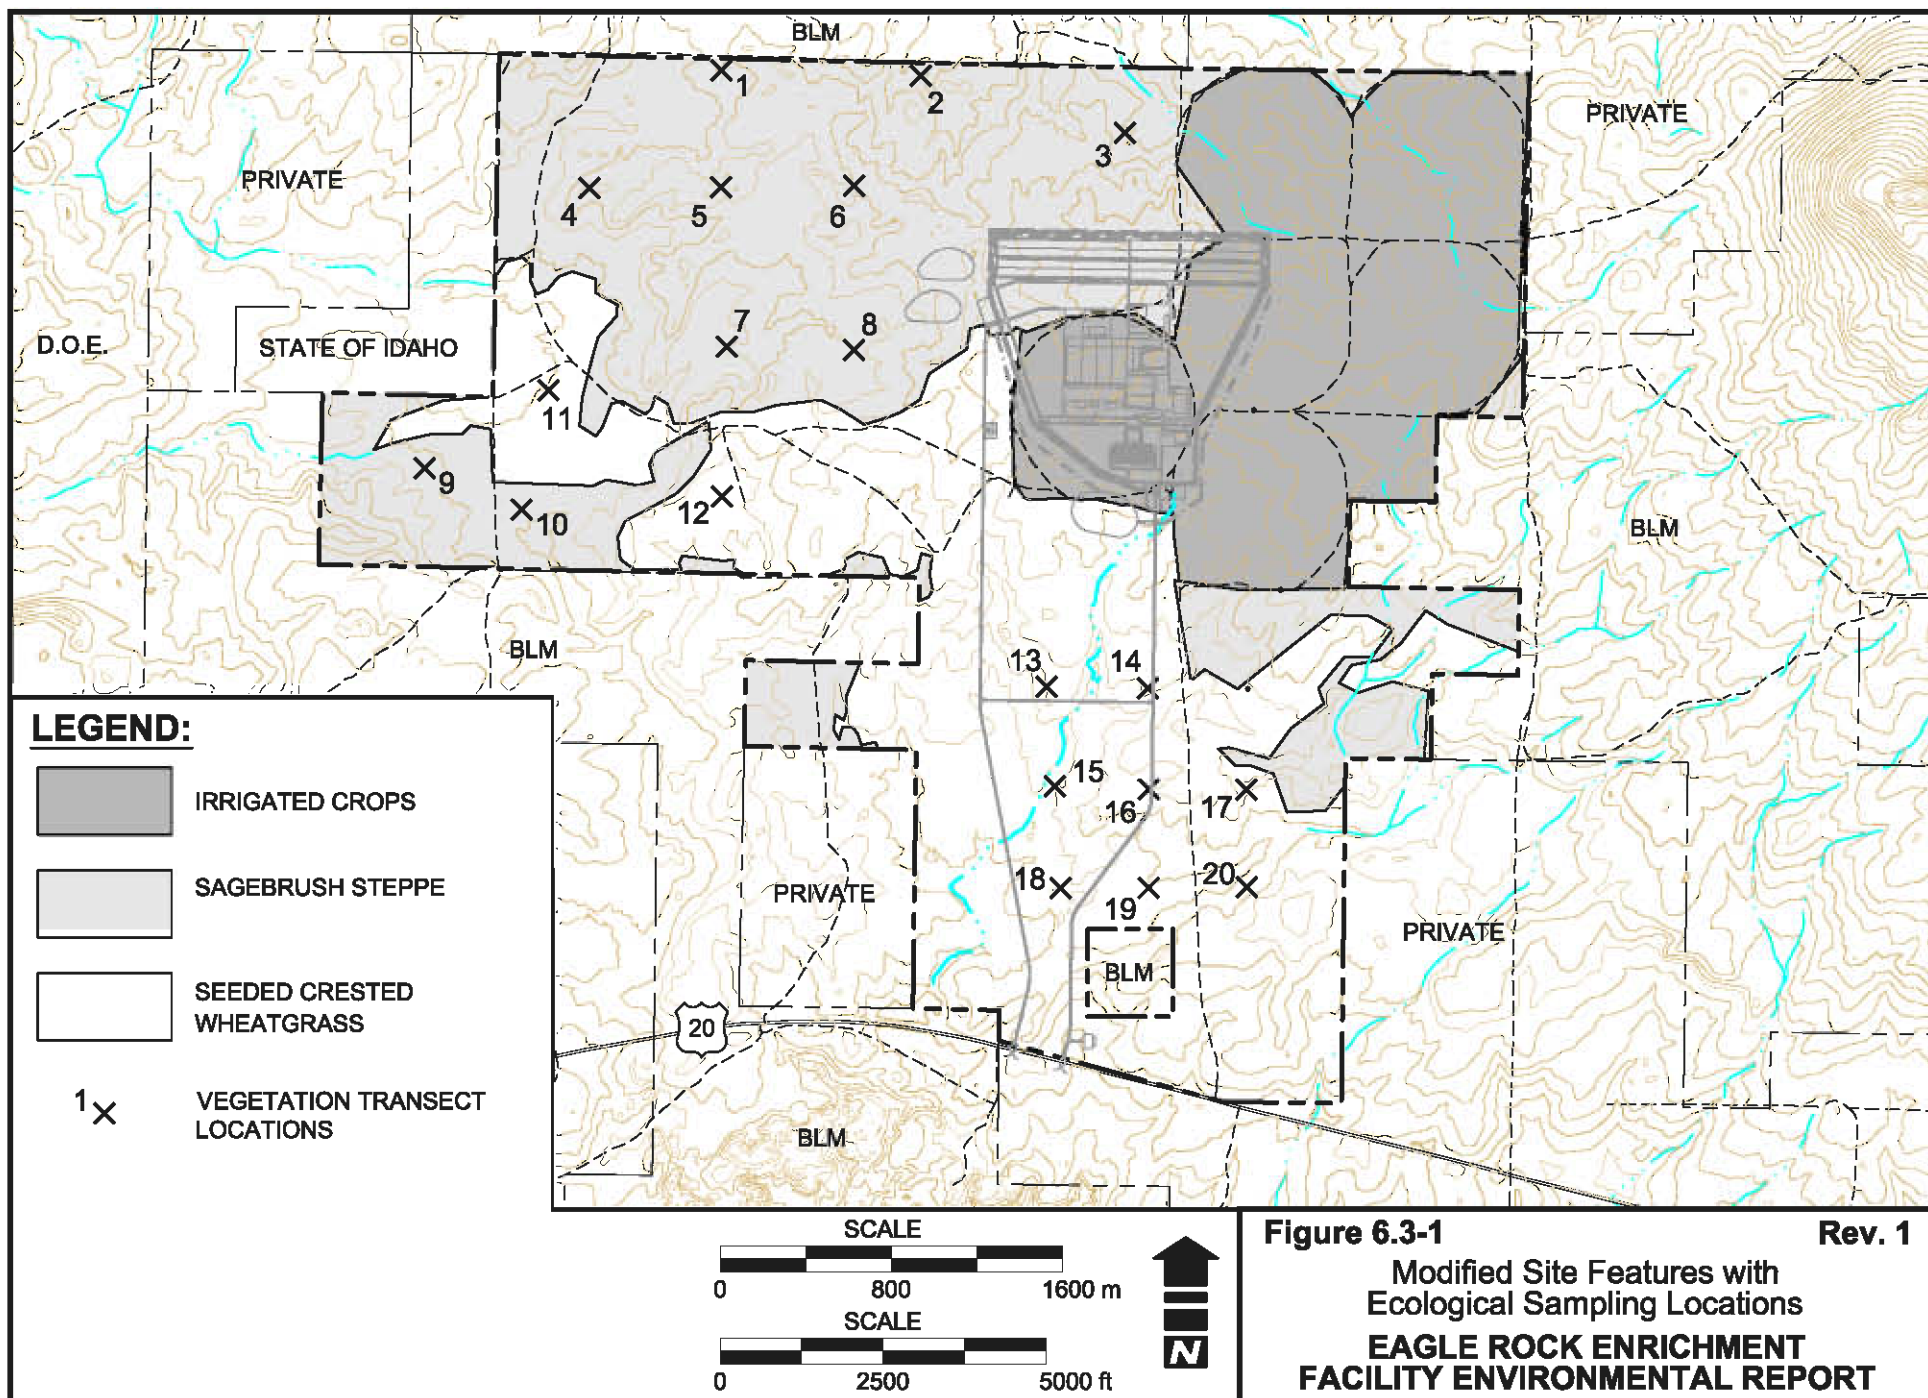 BLM
1
2
PRIVATE
3
PRIVATE
4
5
6
D.O.E.
STATE OF IDAHO
7
8
11
9
10
12
BLM
BLM
13
14
15
16
17
18
19
20
PRIVATE
BLM
PRIVATE
20
BLM
LEGEND:
IRRIGATED CROPS
SAGEBRUSH STEPPE
SEEDED CRESTED
WHEATGRASS
1
VEGETATION TRANSECT
LOCATIONS
SCALE
0 800 1600 m
SCALE
0 2500 5000 ft
N
Figure 6.3-1 Rev. 1
Modified Site Features with
Ecological Sampling Locations
EAGLE ROCK ENRICHMENT
FACILITY ENVIRONMENTAL REPORT